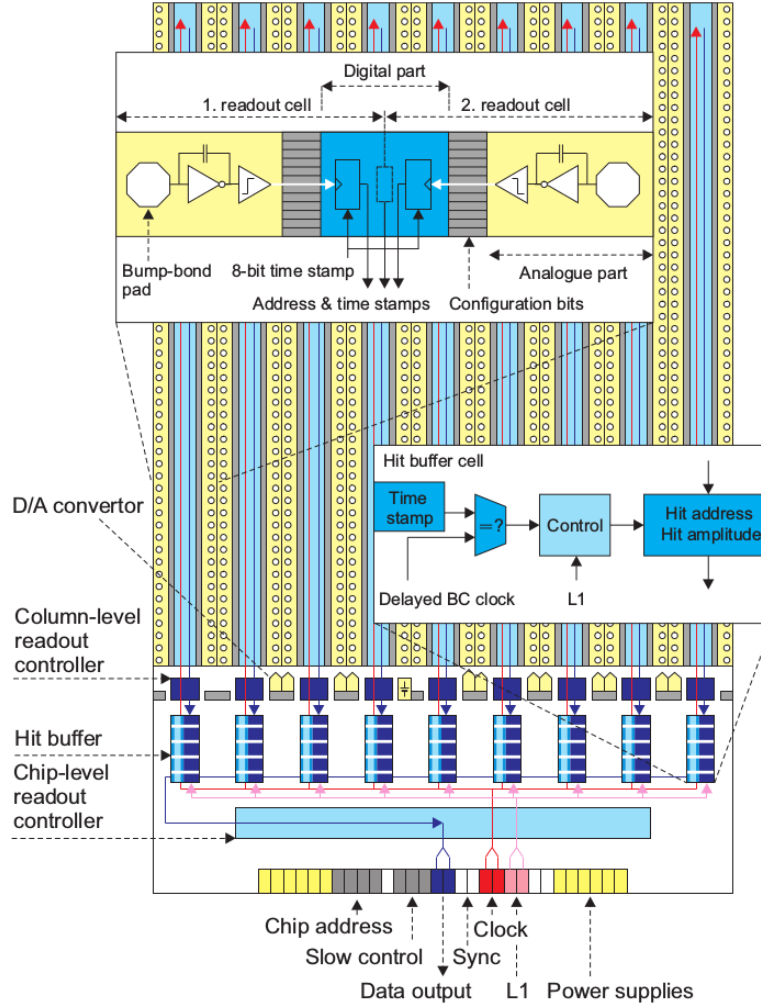 Digital part
1. readout cell
2. readout cell
Bump-bond
pad
8-bit time stamp
Analogue part
Address & time stamps
Configuration bits
Hit buffer cell
D/A convertor
Time
stamp
=?
Control
Hit address
Hit amplitude
Delayed BC clock
L1
Column-level
readout
controller
Hit buffer
Chip-level
readout
controller
Chip address
Clock
Slow control
Sync
Data output
L1
Power supplies